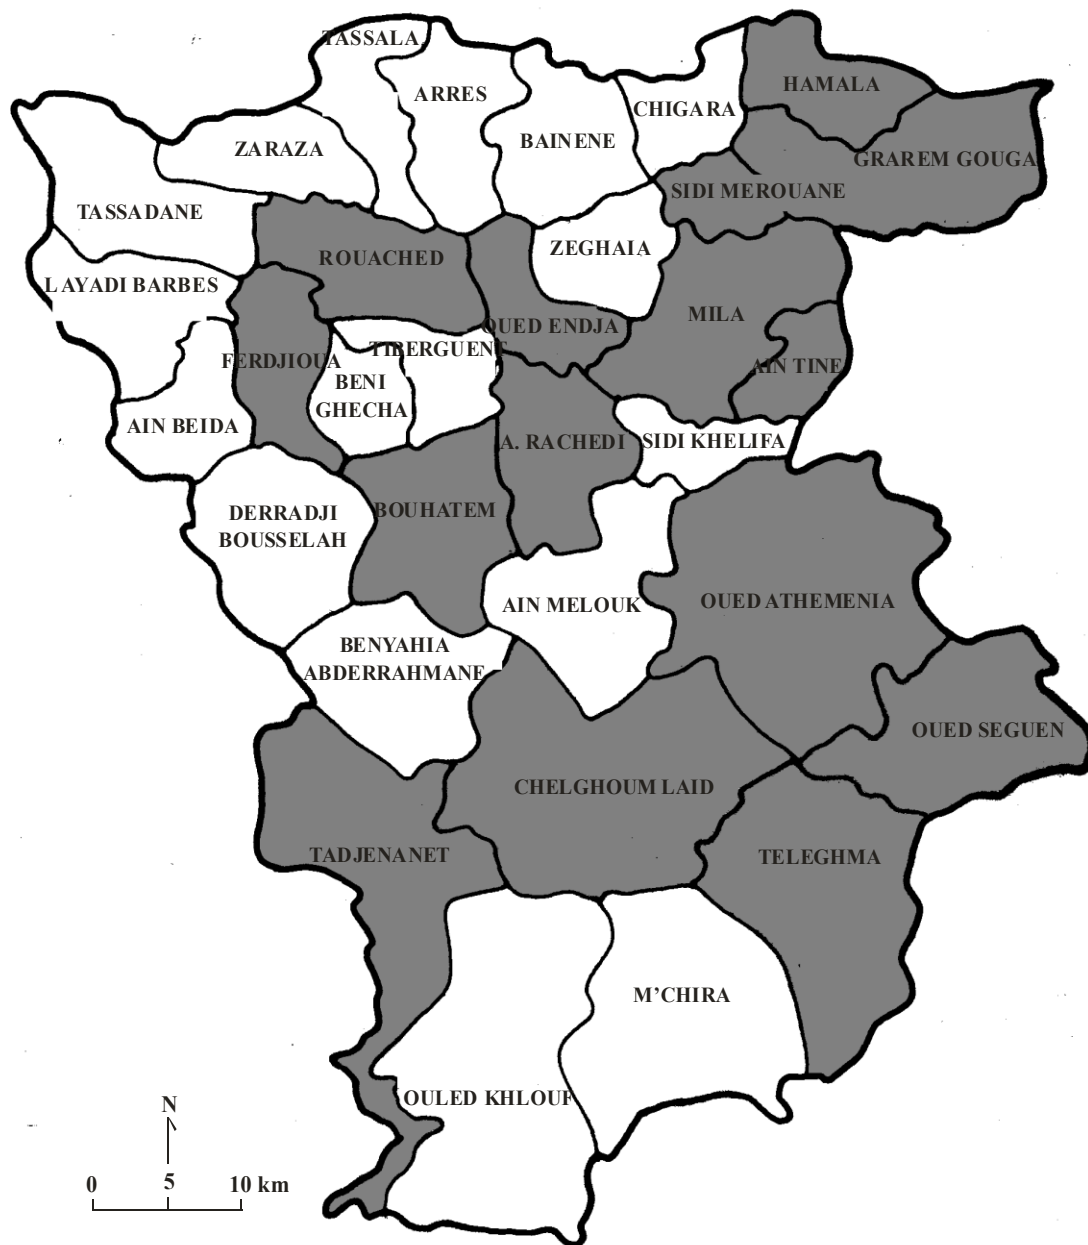 TASSALA
HAMALA
ARRES
CHIGARA
BAINENE
ZARAZA
GRAREM GOUGA
SIDI MEROUANE
TASSADANE
ZEGHAIA
ROUACHED
LAYADI BARBES
MILA
OUED ENDJA
TIBERGUENT
FERDJIOUA
AIN TINE
BENI
GHECHA
AIN BEIDA
A. RACHEDI
SIDI KHELIFA
BOUHATEM
DERRADJI
BOUSSELAH
AIN MELOUK
OUED ATHEMENIA
BENYAHIA
ABDERRAHMANE
OUED SEGUEN
CHELGHOUM LAID
TADJENANET
TELEGHMA
M’CHIRA
OULED KHLOUF
N
0 5 10 km